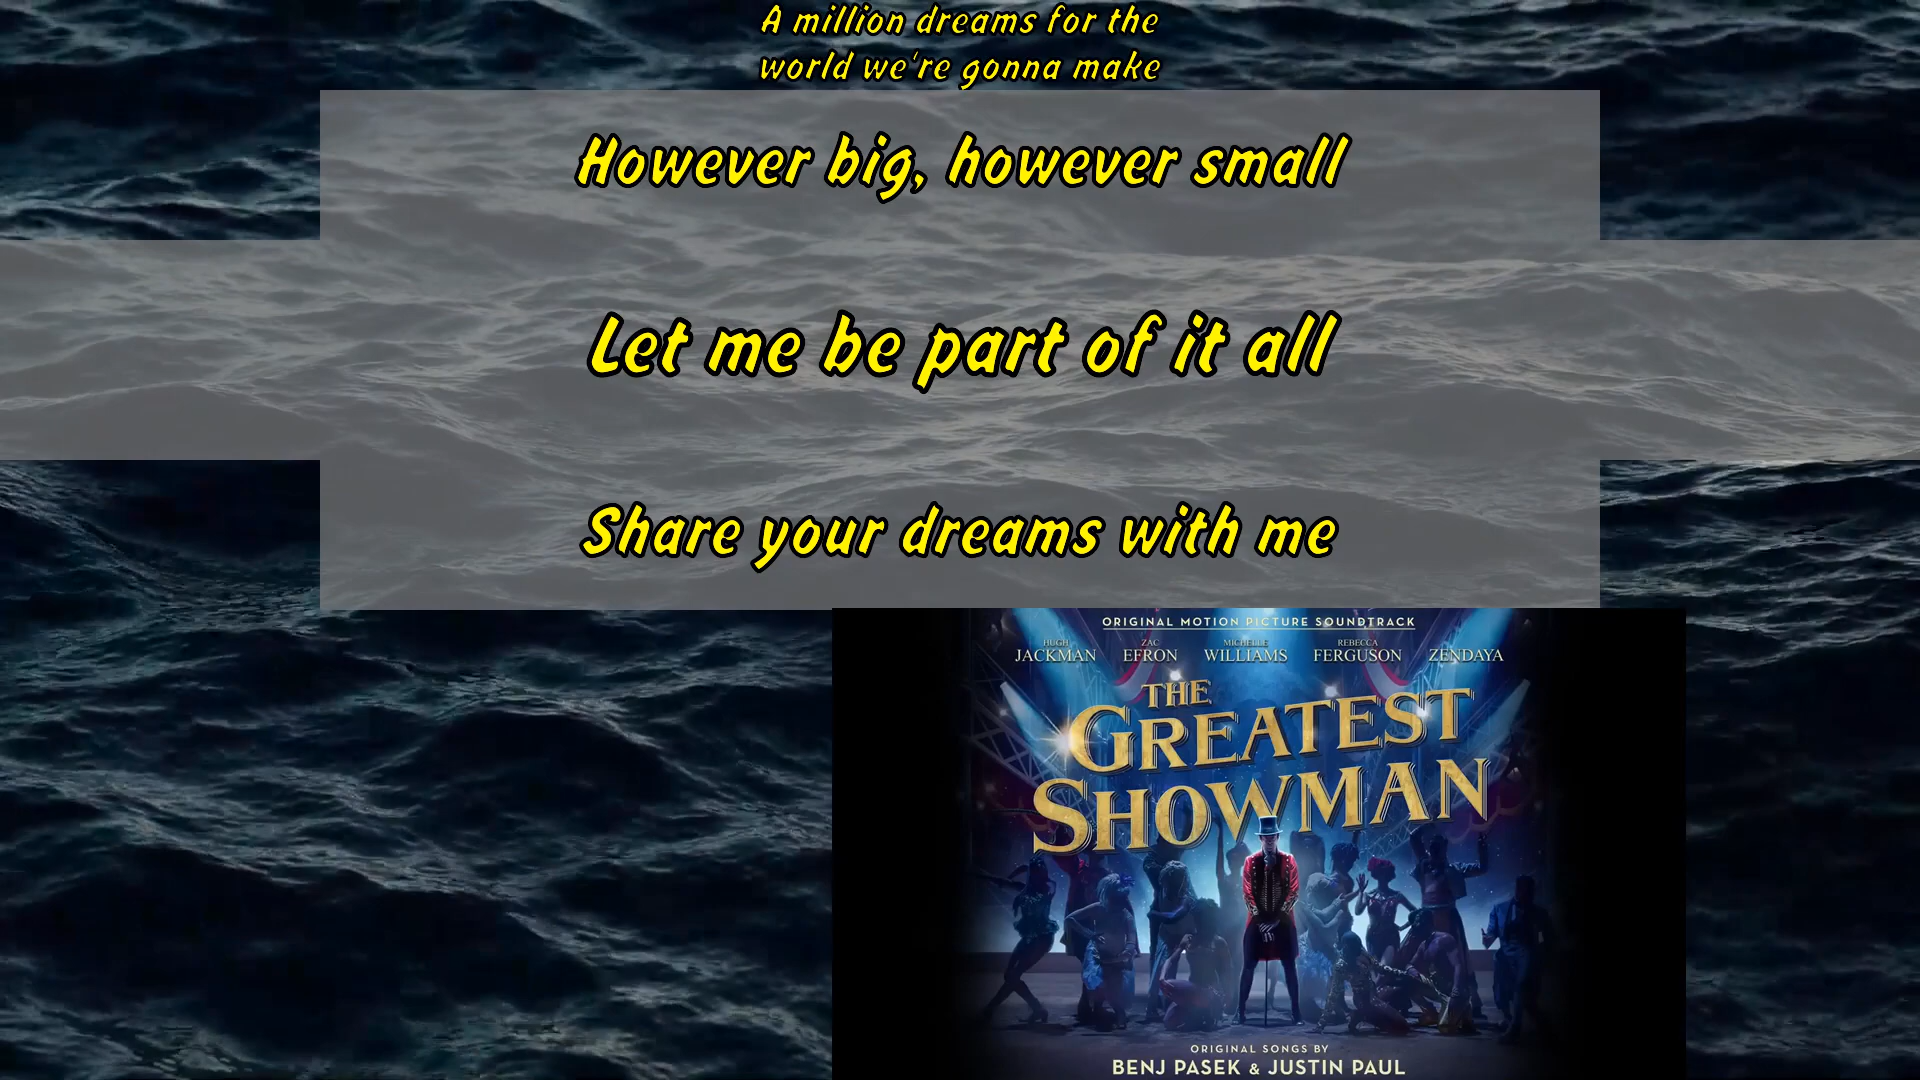 A million dreams for the
world we're gonna make
However big, however small
Let me be part of it all
Share your dreams with me
ORIGINAL MOTION PICTURE SOUNDTRACK
HUGH JACKMAN ZAC EFRON MICHELLE WILLIAMS REBECCA FERGUSON ZENDAYA
THE
GREATEST
SHOWMAN
ORIGINAL SONGS BY
BENJ PASEK & JUSTIN PAUL